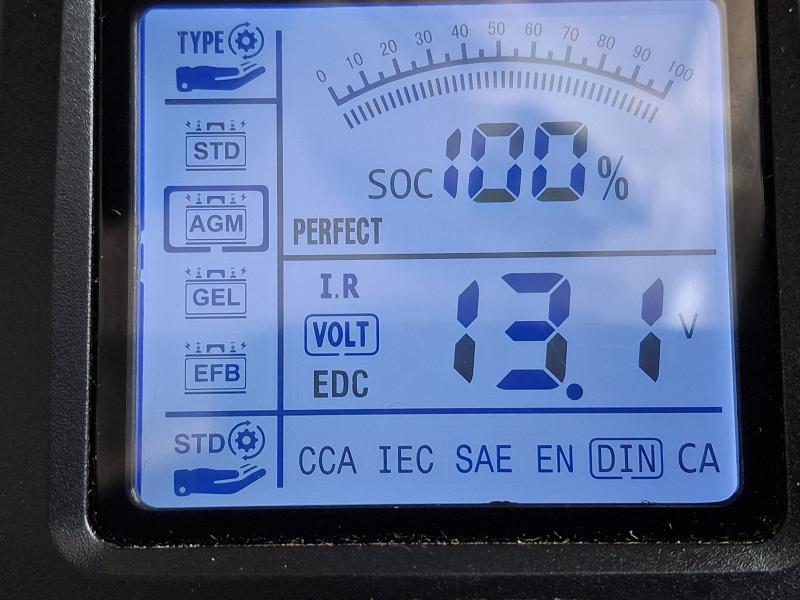 TYPE
0 10 20 30 40 50 60 70 80 90 100
STD
SOC 100 %
AGM
PERFECT
GEL
I.R
VOLT 13.1 V
EFB
EDC
STD
CCA IEC SAE EN DIN CA